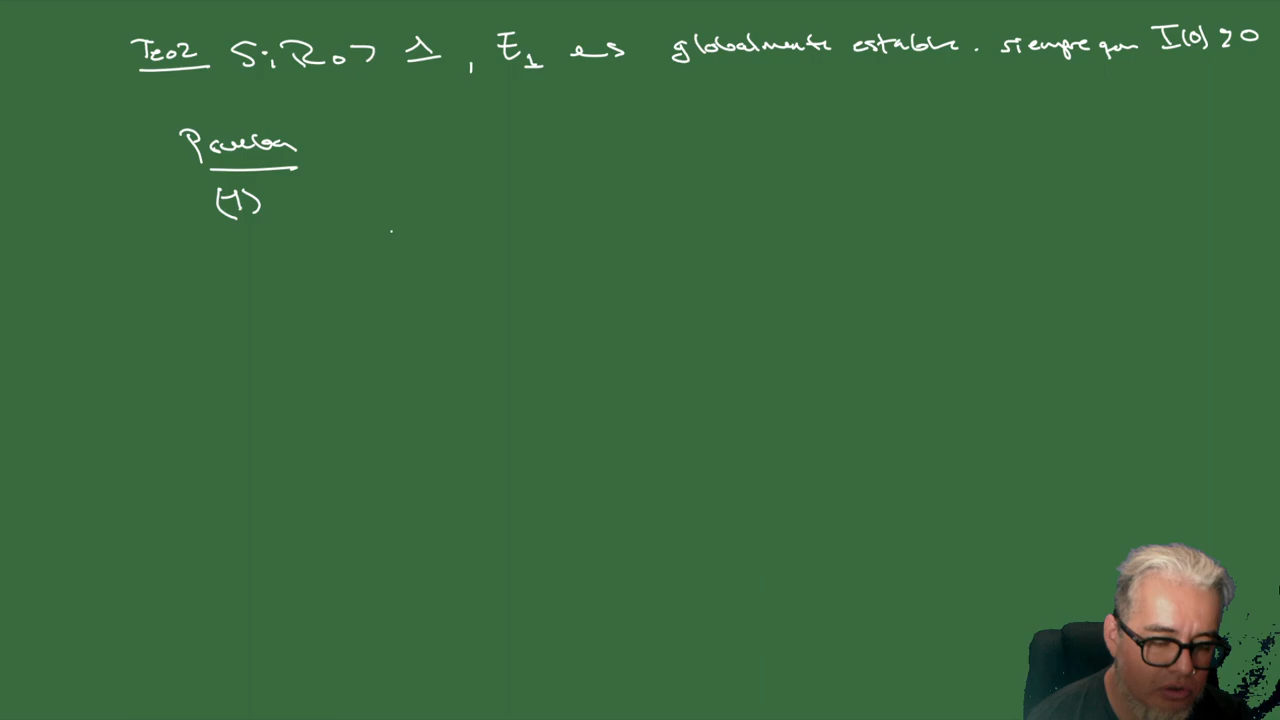 Teo2 Si R0 > 1, E1 es globalmente estable. siempre que I(0) > 0
Prueba
(1)